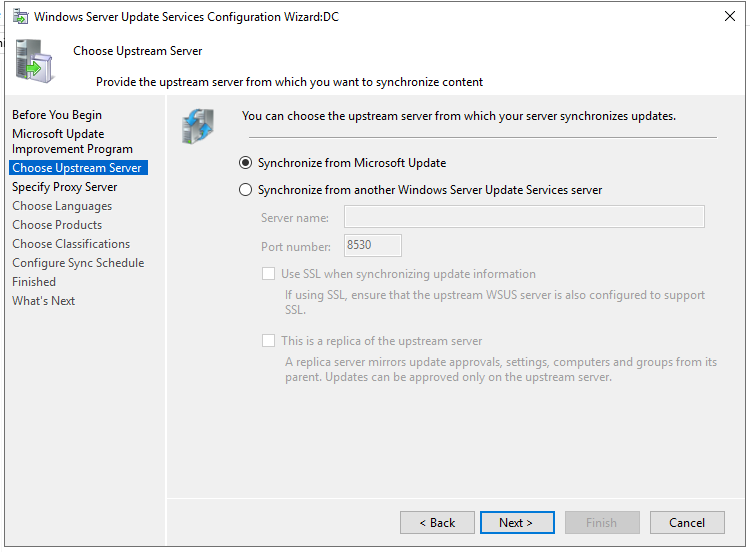 Windows Server Update Services Configuration Wizard:DC
Choose Upstream Server
Provide the upstream server from which you want to synchronize content
Before You Begin
Microsoft Update
Improvement Program
Choose Upstream Server
Specify Proxy Server
Choose Languages
Choose Products
Choose Classifications
Configure Sync Schedule
Finished
What's Next
You can choose the upstream server from which your server synchronizes updates.
Synchronize from Microsoft Update
Synchronize from another Windows Server Update Services server
Server name:
Port number:
8530
Use SSL when synchronizing update information
If using SSL, ensure that the upstream WSUS server is also configured to support
SSL.
This is a replica of the upstream server
A replica server mirrors update approvals, settings, computers and groups from its
parent. Updates can be approved only on the upstream server.
< Back
Next >
Finish
Cancel